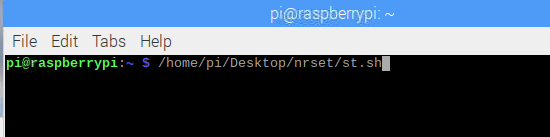 pi@raspberrypi: ~
File Edit Tabs Help
pi@raspberrypi:~ $ /home/pi/Desktop/nrset/st.sh